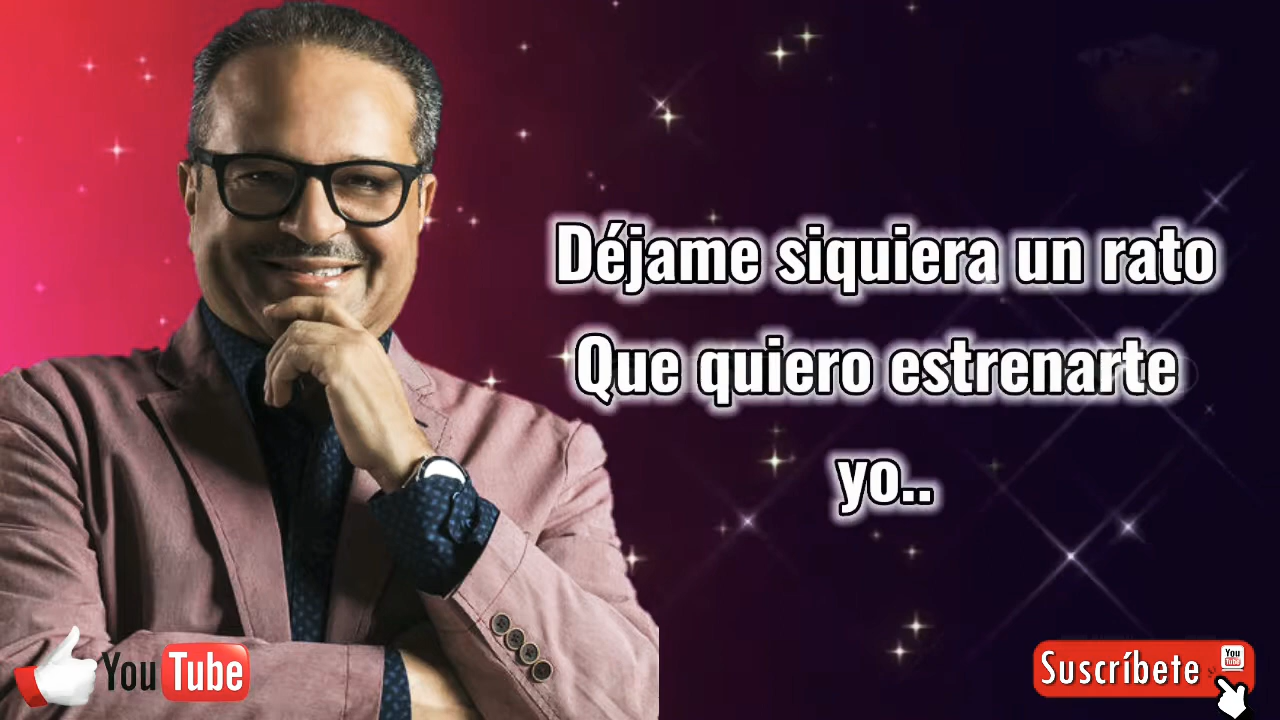 Déjame siquiera un rato
Que quiero estrenarte
yo..
YouTube
Suscríbete
You
Tube